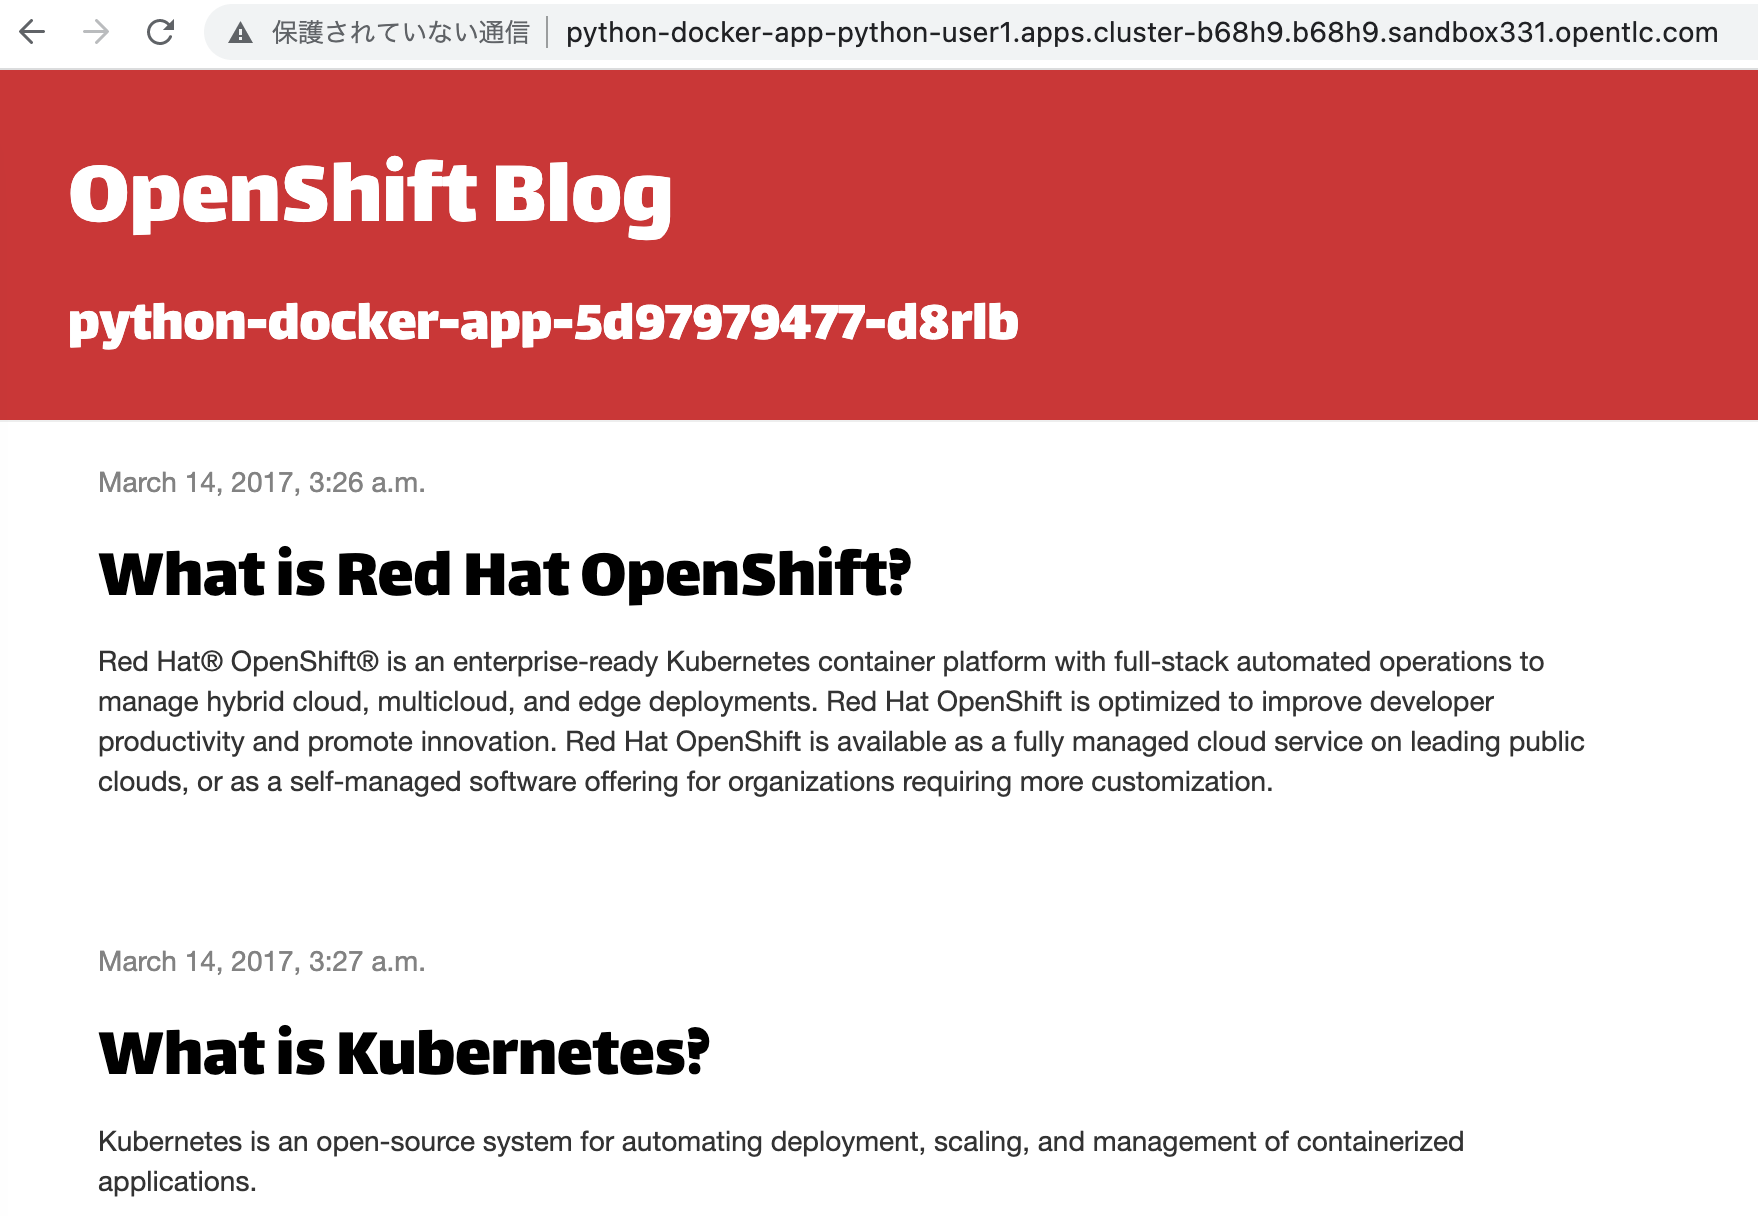 保護されていない通信 python-docker-app-python-user1.apps.cluster-b68h9.b68h9.sandbox331.opentlc.com
OpenShift Blog
python-docker-app-5d97979477-d8rlb
March 14, 2017, 3:26 a.m.
What is Red Hat OpenShift?
Red Hat® OpenShift® is an enterprise-ready Kubernetes container platform with full-stack automated operations to
manage hybrid cloud, multicloud, and edge deployments. Red Hat OpenShift is optimized to improve developer
productivity and promote innovation. Red Hat OpenShift is available as a fully managed cloud service on leading public
clouds, or as a self-managed software offering for organizations requiring more customization.
March 14, 2017, 3:27 a.m.
What is Kubernetes?
Kubernetes is an open-source system for automating deployment, scaling, and management of containerized
applications.